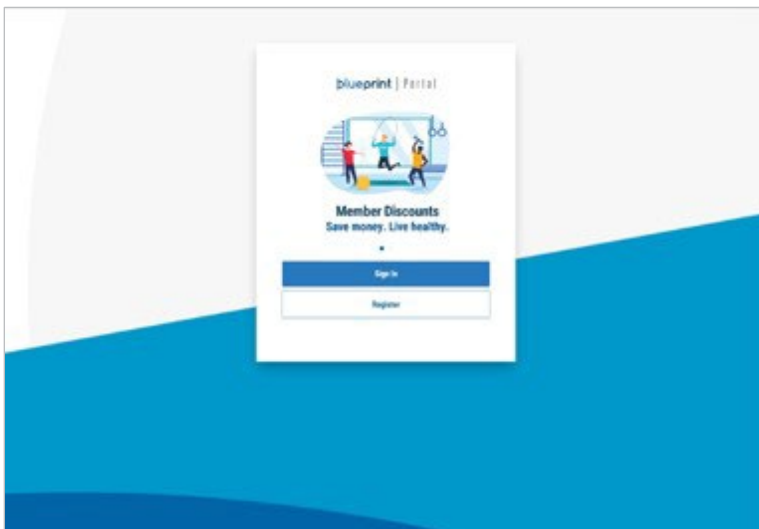 blueprint | Portal
Member Discounts
Save money. Live healthy.
Sign In
Register